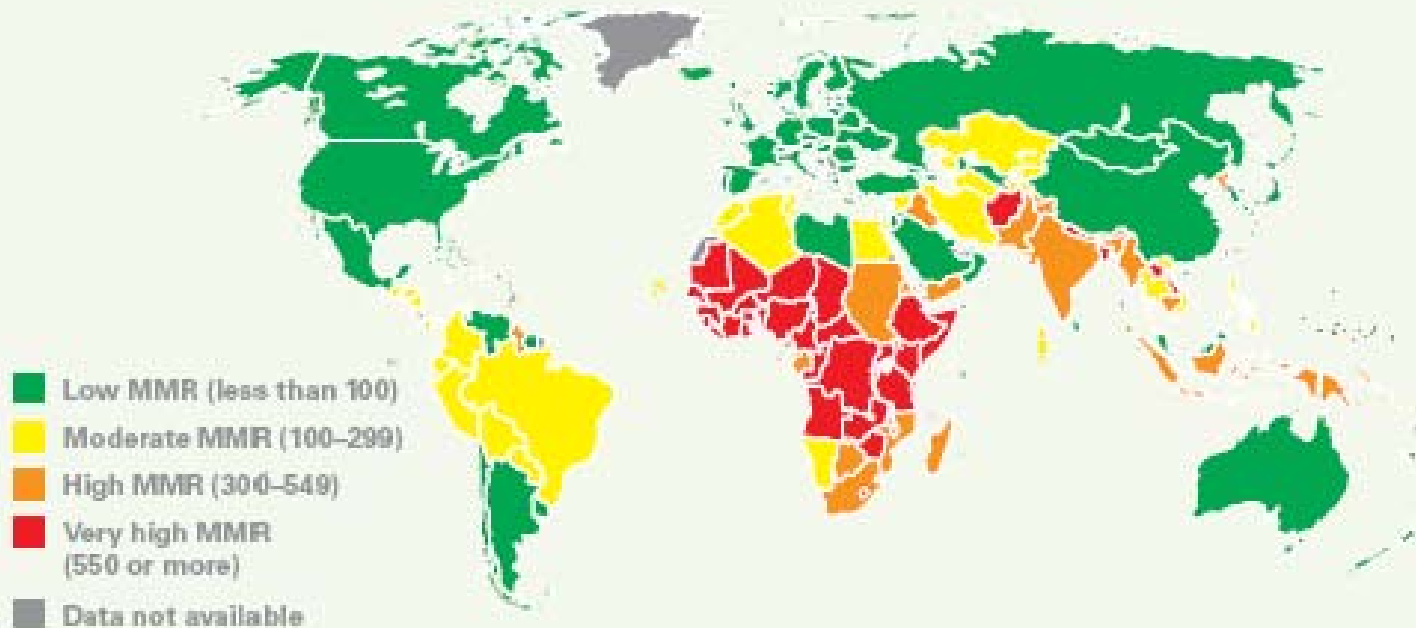 Low MMR (less than 100)
Moderate MMR (100–299)
High MMR (300–549)
Very high MMR
(550 or more)
Data not available